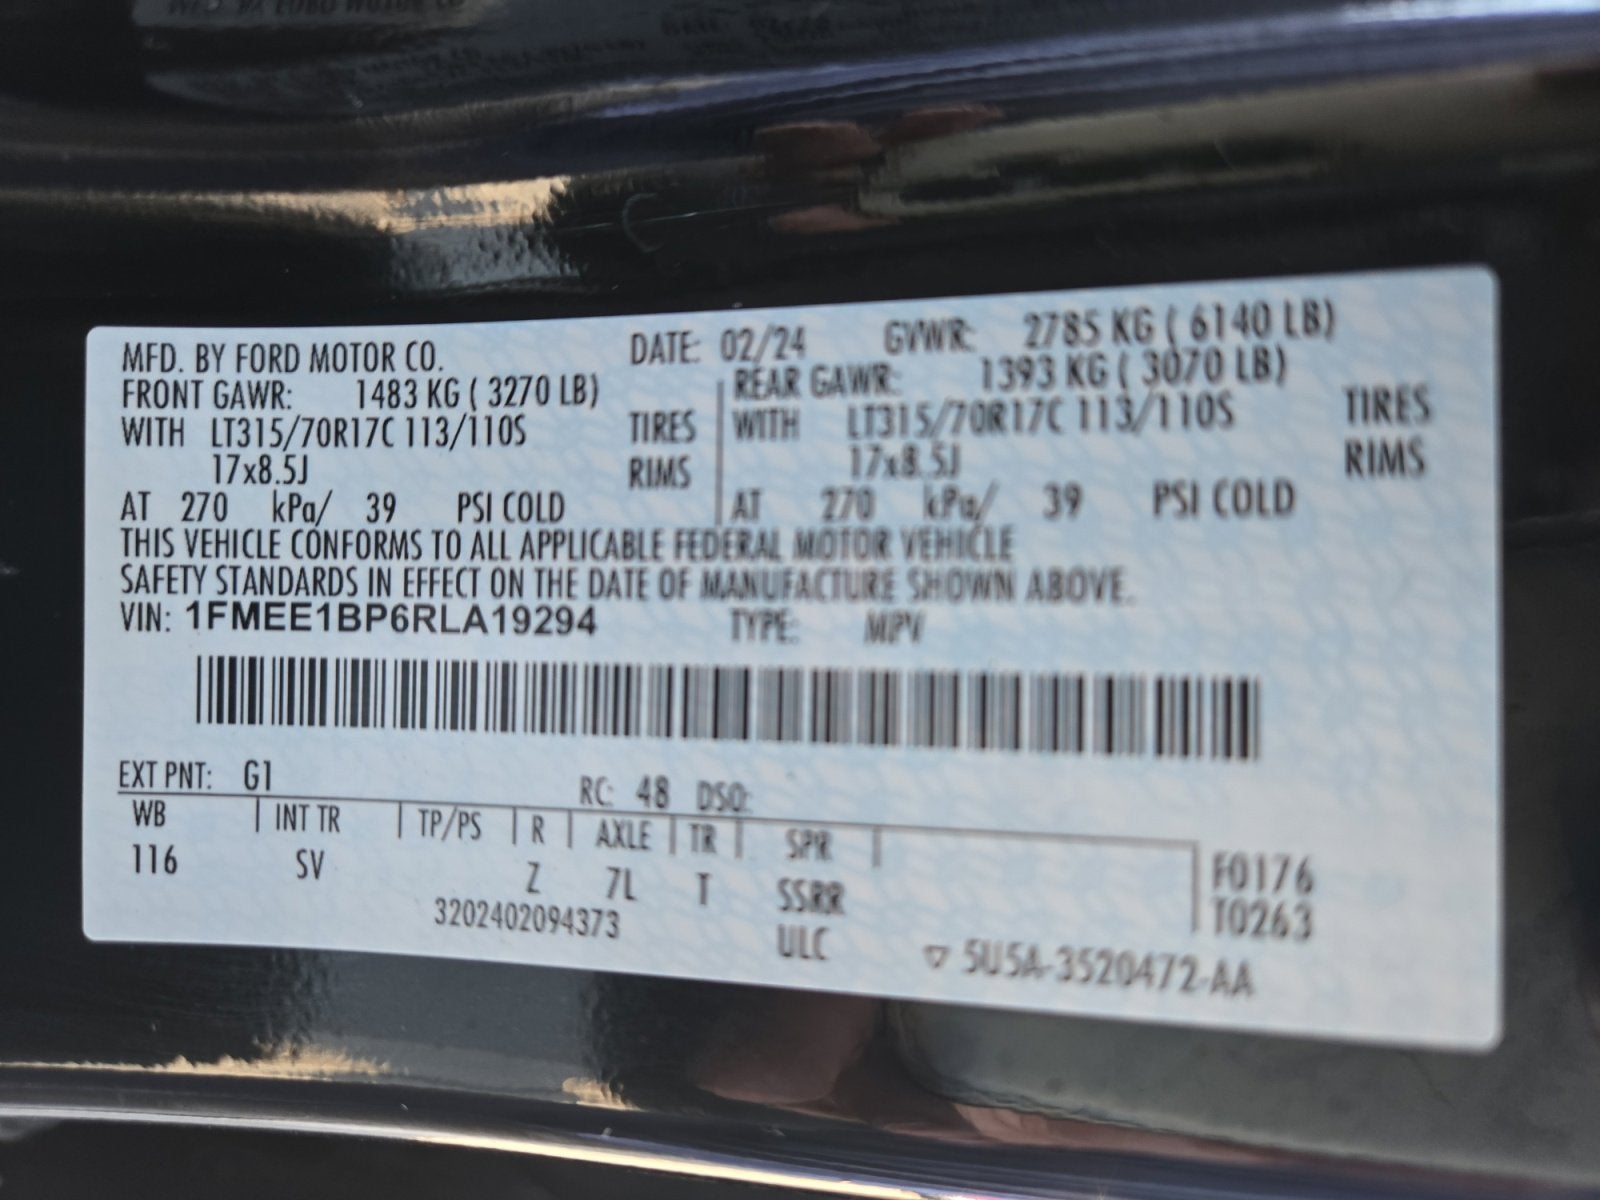 MFD. BY FORD MOTOR CO. DATE: 02/24 GVWR: 2785 KG ( 6140 LB)
FRONT GAWR: 1483 KG ( 3270 LB) REAR GAWR: 1393 KG ( 3070 LB)
WITH LT315/70R17C 113/110S TIRES WITH LT315/70R17C 113/110S TIRES
17x8.5J RIMS 17x8.5J RIMS
AT 270 kPa/ 39 PSI COLD AT 270 kPa/ 39 PSI COLD
THIS VEHICLE CONFORMS TO ALL APPLICABLE FEDERAL MOTOR VEHICLE
SAFETY STANDARDS IN EFFECT ON THE DATE OF MANUFACTURE SHOWN ABOVE.
VIN: 1FMEE1BP6RLA19294 TYPE: MPV
EXT PNT: G1 RC: 48 DSO:
WB INT TR TP/PS R AXLE TR SPR
116 SV Z 7L T SSRR F0176
3202402094373 ULC T0263
▽ 5U5A-3520472-AA